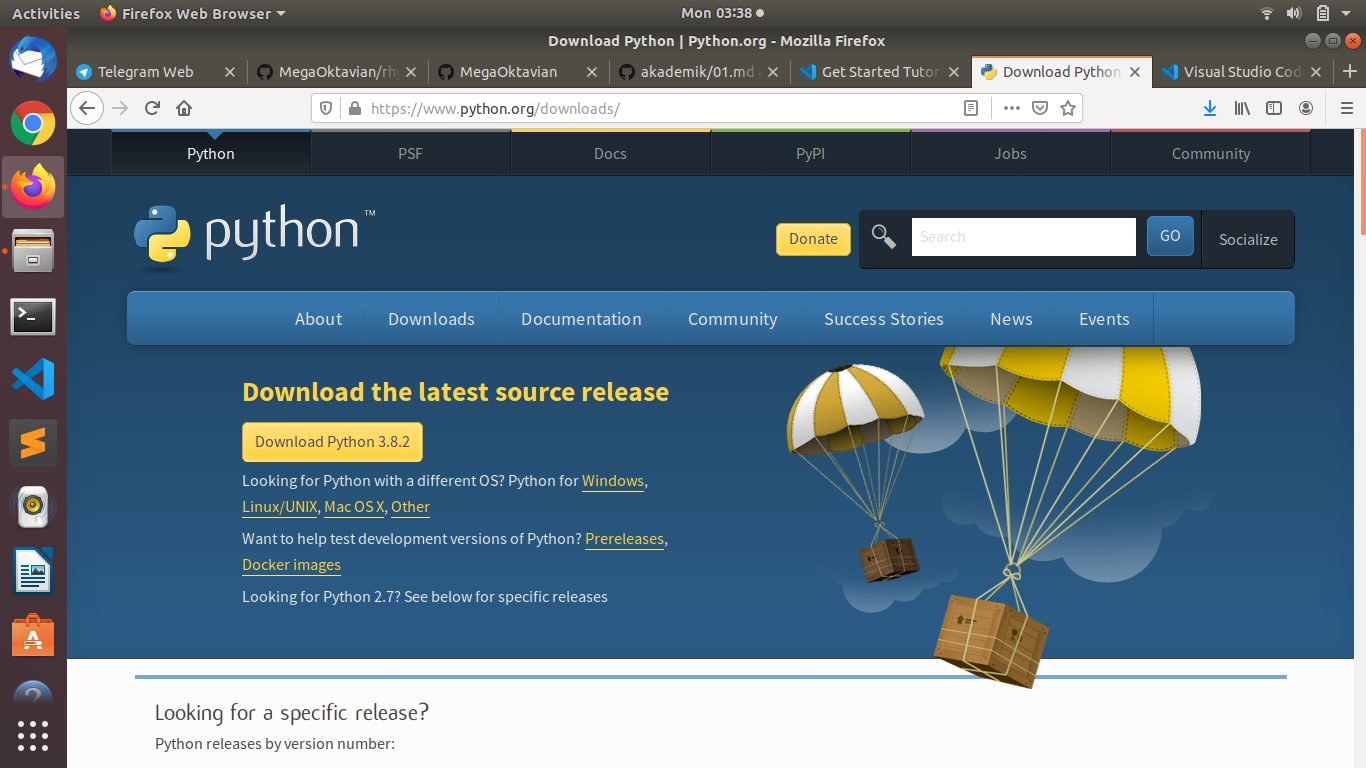 Activities Firefox Web Browser Mon 03:38
Download Python | Python.org - Mozilla Firefox
Telegram Web MegaOktavian/rhy MegaOktavian akademik/01.md Get Started Tutori Download Python Visual Studio Cod
https://www.python.org/downloads/
Python PSF Docs PyPI Jobs Community
python™
Donate Search GO Socialize
About Downloads Documentation Community Success Stories News Events
Download the latest source release
Download Python 3.8.2
Looking for Python with a different OS? Python for Windows,
Linux/UNIX, Mac OS X, Other
Want to help test development versions of Python? Prereleases,
Docker images
Looking for Python 2.7? See below for specific releases
Looking for a specific release?
Python releases by version number: